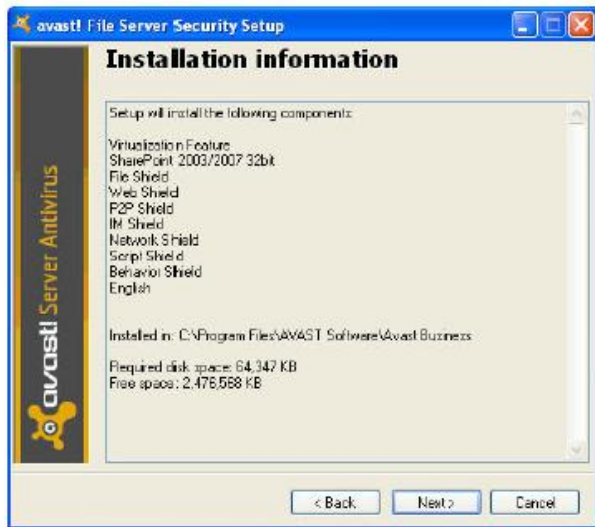 avast! File Server Security Setup
Installation information
Setup will install the following components:
Virtualization Feature
SharePoint 2003/2007 32bit
File Shield
Web Shield
P2P Shield
IM Shield
Network Shield
Script Shield
Behavior Shield
English
Installed in: C:\Program Files\AVAST Software\Avast Business
Required disk space: 64,347 KB
Free space: 2,476,568 KB
avast! Server Antivirus
< Back
Next >
Cancel